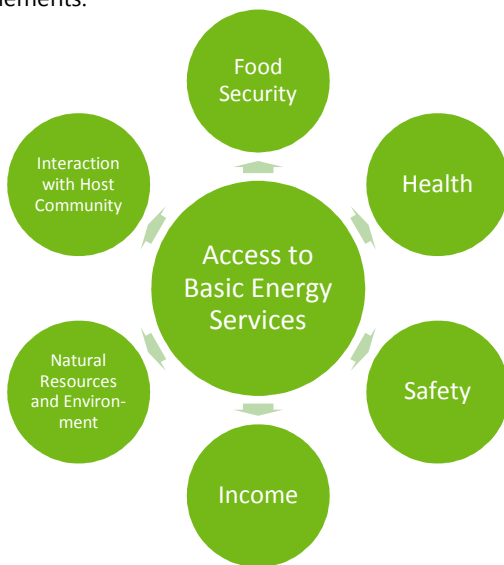 ements.
Food
Security
Interaction
with Host
Community
Health
Access to
Basic Energy
Services
Natural
Resources
and Environ-
ment
Safety
Income